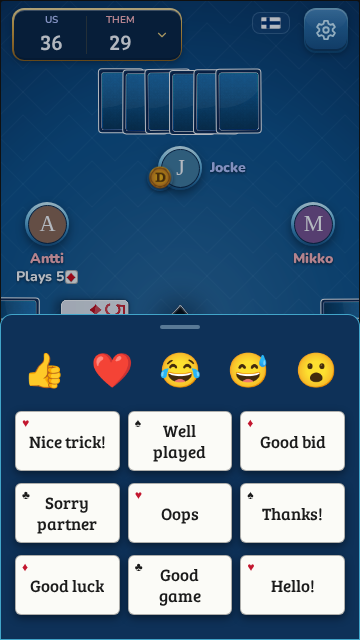 US
THEM
36
29
D
J
Jocke
A
M
Antti
Mikko
Plays 5♦
5
Nice trick!
Well
played
Good bid
Sorry
partner
Oops
Thanks!
Good luck
Good
game
Hello!